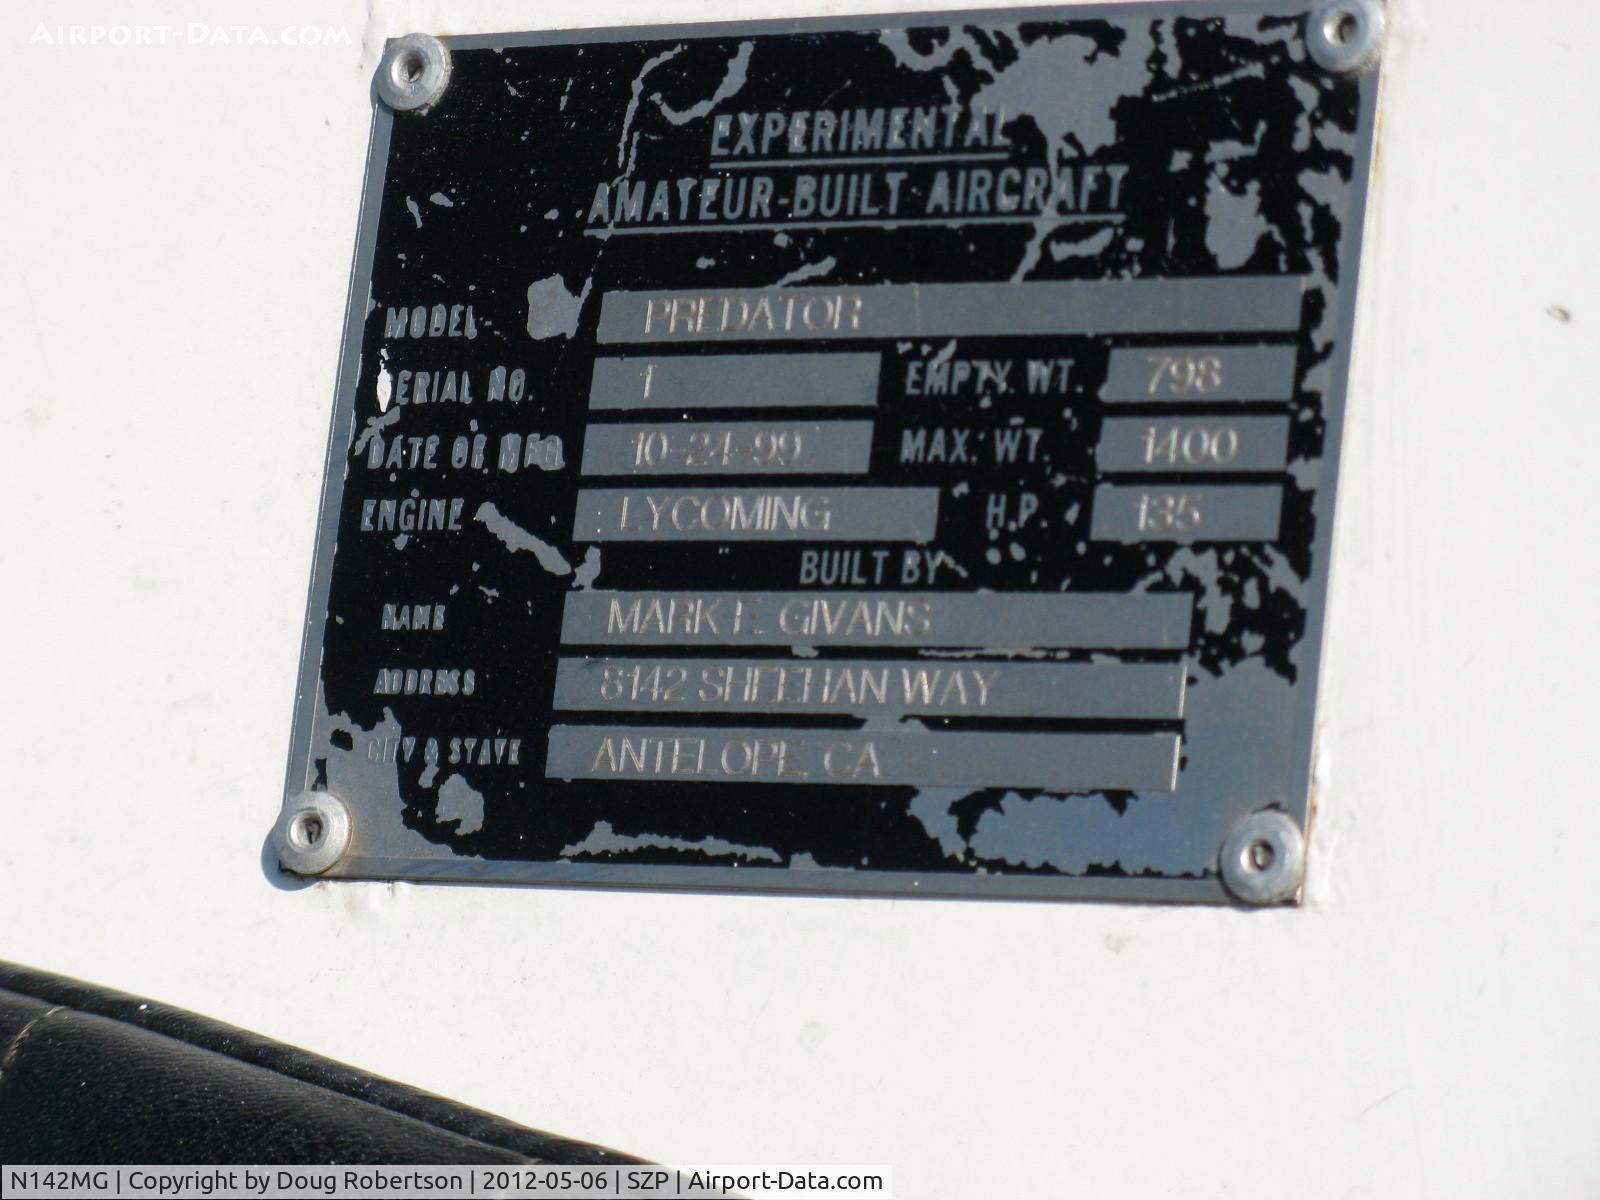 Airport-Data.com
EXPERIMENTAL
AMATEUR-BUILT AIRCRAFT
MODEL PREDATOR
SERIAL NO. 1 EMPTY WT. 798
DATE OF MFG 10-24-99 MAX. WT. 1400
ENGINE LYCOMING H.P. 135
BUILT BY
NAME MARK E. GIVANS
ADDRESS 8142 SHEEHAN WAY
CITY & STATE ANTELOPE, CA
N142MG | Copyright by Doug Robertson | 2012-05-06 | SZP | Airport-Data.com